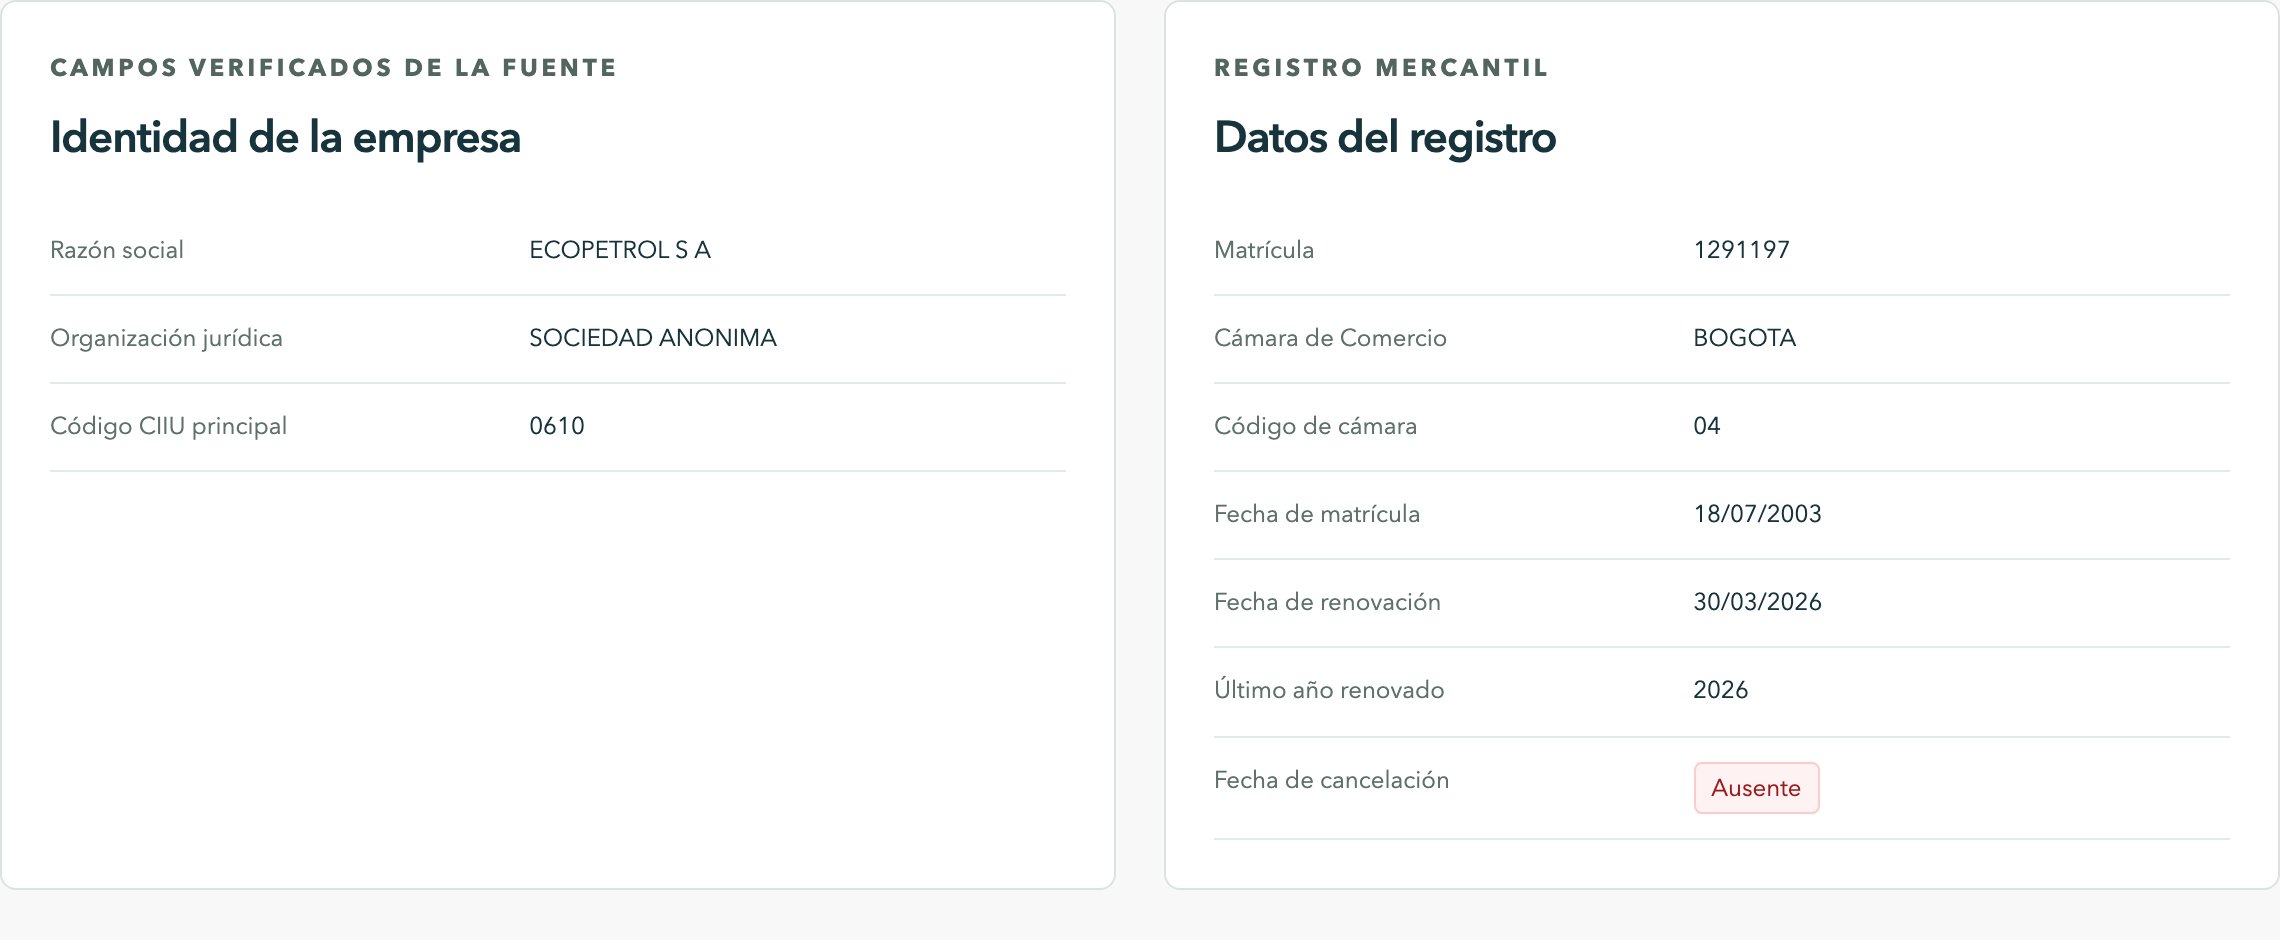 CAMPOS VERIFICADOS DE LA FUENTE
Identidad de la empresa
Razón social ECOPETROL S A
Organización jurídica SOCIEDAD ANONIMA
Código CIIU principal 0610
REGISTRO MERCANTIL
Datos del registro
Matrícula 1291197
Cámara de Comercio BOGOTA
Código de cámara 04
Fecha de matrícula 18/07/2003
Fecha de renovación 30/03/2026
Último año renovado 2026
Fecha de cancelación Ausente